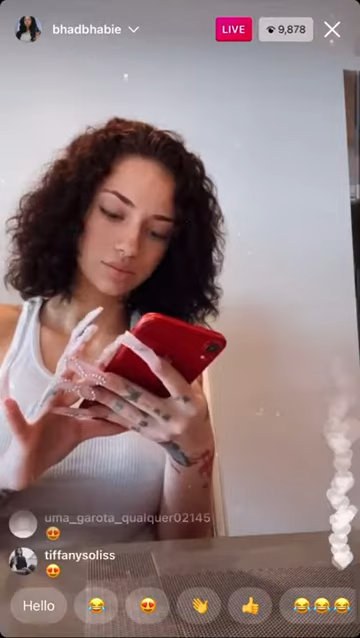 bhadbhabie
LIVE
9,878
uma_garota_qualquer02145
😍
tiffanysoliss
😍
Hello 😂 😍 👋 👍 😂😂😂